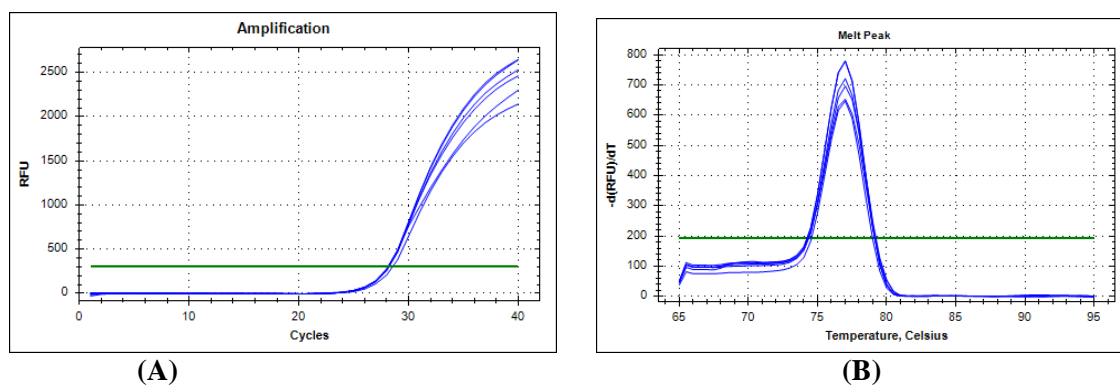 Amplification
2500
2000
1500
1000
500
0
RFU
0 10 20 30 40
Cycles
(A)
Melt Peak
800
700
600
500
400
300
200
100
0
-d(RFU)/dT
65 70 75 80 85 90 95
Temperature, Celsius
(B)